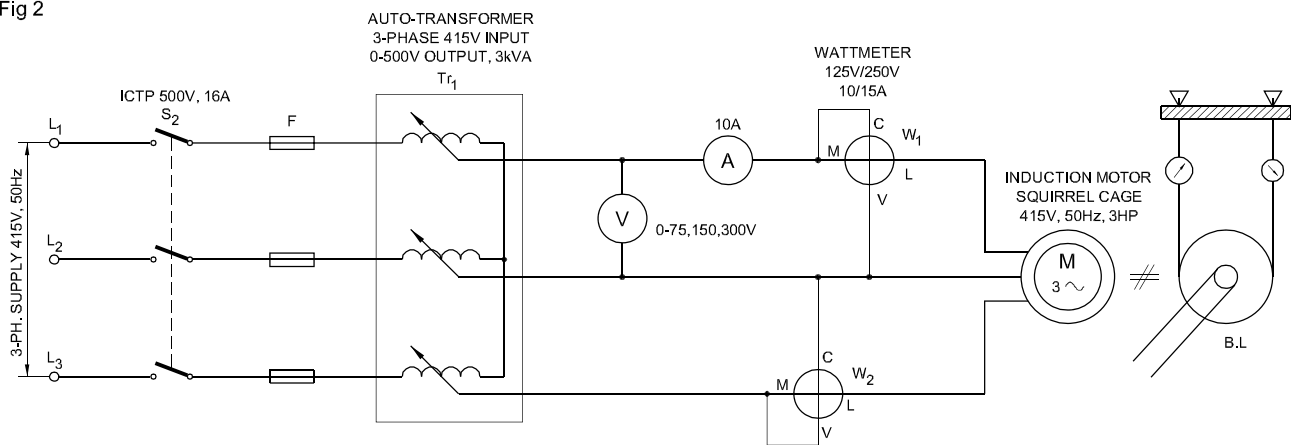 Fig 2
AUTO-TRANSFORMER
3-PHASE 415V INPUT
0-500V OUTPUT, 3kVA
Tr1
ICTP 500V, 16A
S2
L1
F
L2
L3
3-PH. SUPPLY 415V, 50Hz
10A
A
V
0-75,150,300V
WATTMETER
125V/250V
10/15A
C
W1
M
L
V
C
W2
M
L
V
INDUCTION MOTOR
SQUIRREL CAGE
415V, 50Hz, 3HP
M
3 ~
B.L